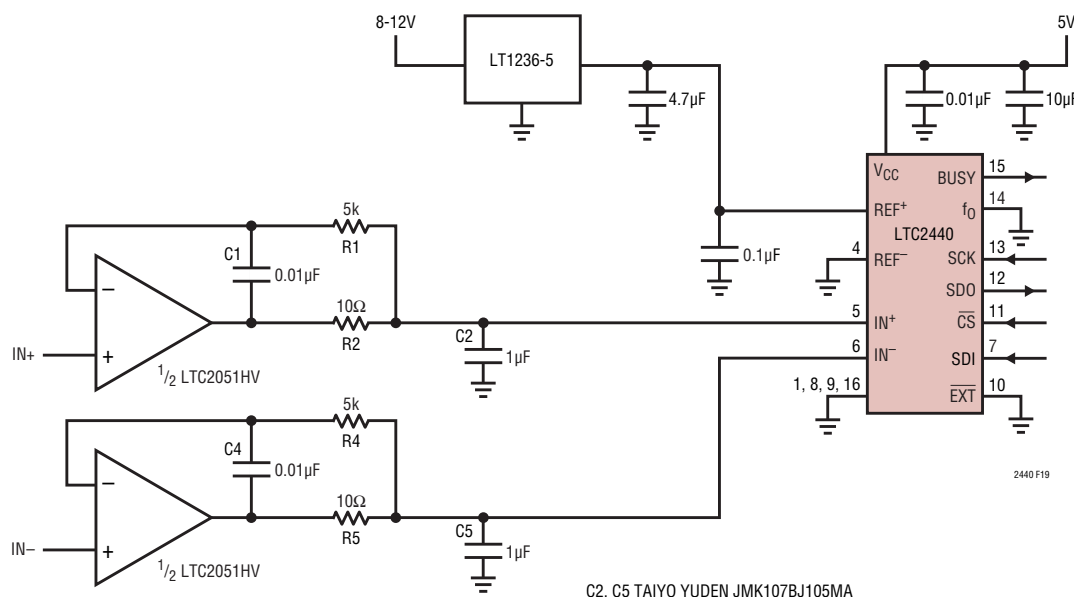 8-12V
LT1236-5
4.7µF
5V
0.01µF
10µF
VCC
BUSY
15
REF+
fO
14
LTC2440
4
REF−
SCK
13
0.1µF
SDO
12
5
IN+
CS
11
6
IN−
SDI
7
1, 8, 9, 16
EXT
10
5k
R1
C1
0.01µF
10Ω
R2
C2
1µF
−
+
IN+
1/2 LTC2051HV
5k
R4
C4
0.01µF
10Ω
R5
C5
1µF
−
+
IN−
1/2 LTC2051HV
2440 F19
C2, C5 TAIYO YUDEN JMK107BJ105MA